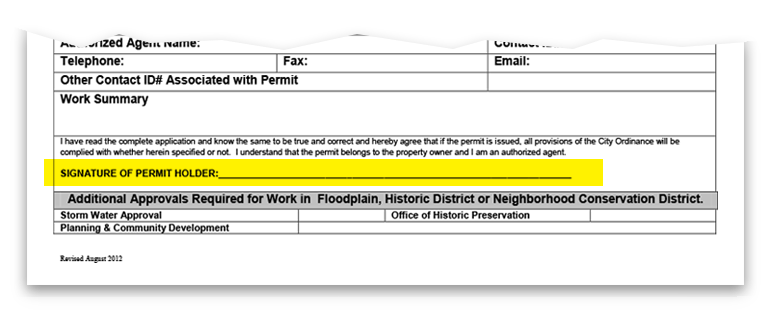 Authorized Agent Name:
Telephone: Fax: Email:
Other Contact ID# Associated with Permit
Work Summary
I have read the complete application and know the same to be true and correct and hereby agree that if the permit is issued, all provisions of the City Ordinance will be
complied with whether herein specified or not. I understand that the permit belongs to the property owner and I am an authorized agent.
SIGNATURE OF PERMIT HOLDER:
Additional Approvals Required for Work in Floodplain, Historic District or Neighborhood Conservation District.
Storm Water Approval Office of Historic Preservation
Planning & Community Development
Revised August 2012